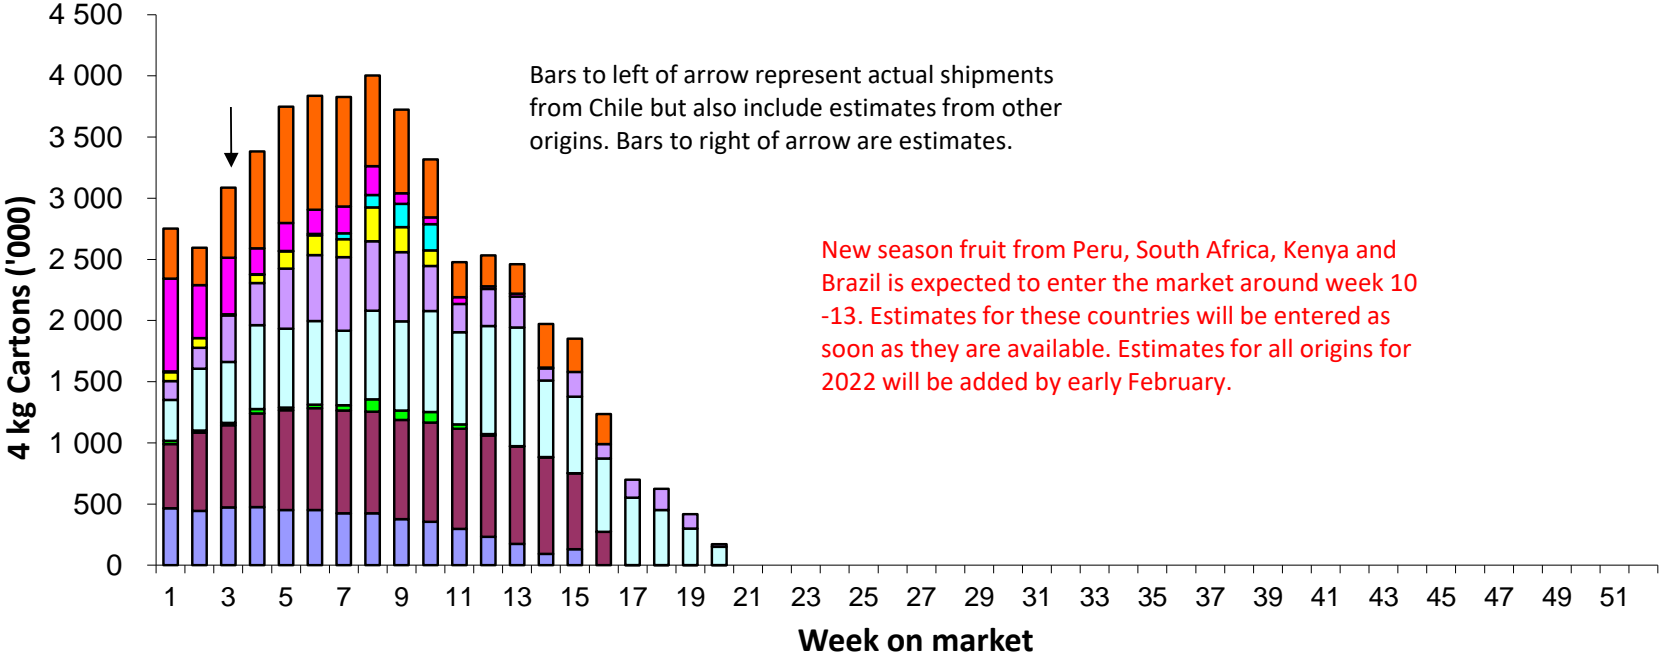 4 500
4 000
3 500
3 000
2 500
2 000
1 500
1 000
500
0
4 kg Cartons ('000)
Bars to left of arrow represent actual shipments
from Chile but also include estimates from other
origins. Bars to right of arrow are estimates.
New season fruit from Peru, South Africa, Kenya and
Brazil is expected to enter the market around week 10
-13. Estimates for these countries will be entered as
soon as they are available. Estimates for all origins for
2022 will be added by early February.
1 3 5 7 9 11 13 15 17 19 21 23 25 27 29 31 33 35 37 39 41 43 45 47 49 51
Week on market